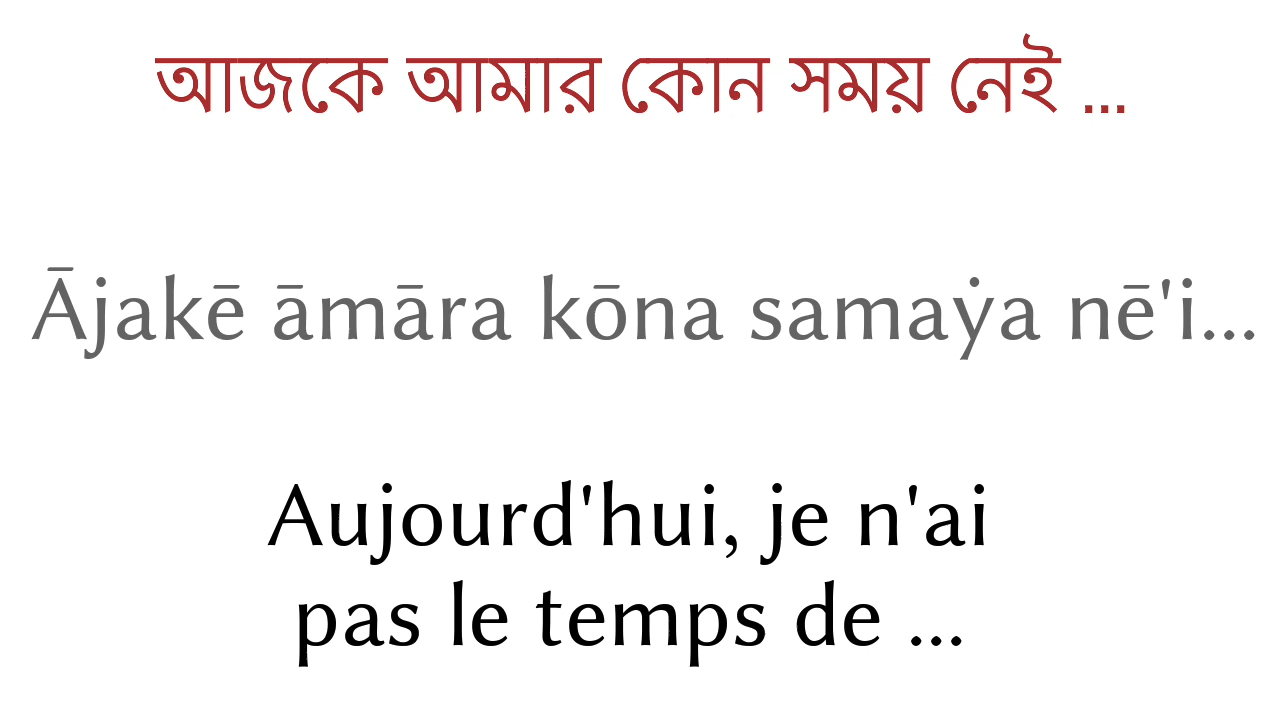 আজকে আমার কোন সময় নেই ...
Ājakē āmāra kōna samaẏa nē'i...
Aujourd'hui, je n'ai
pas le temps de ...